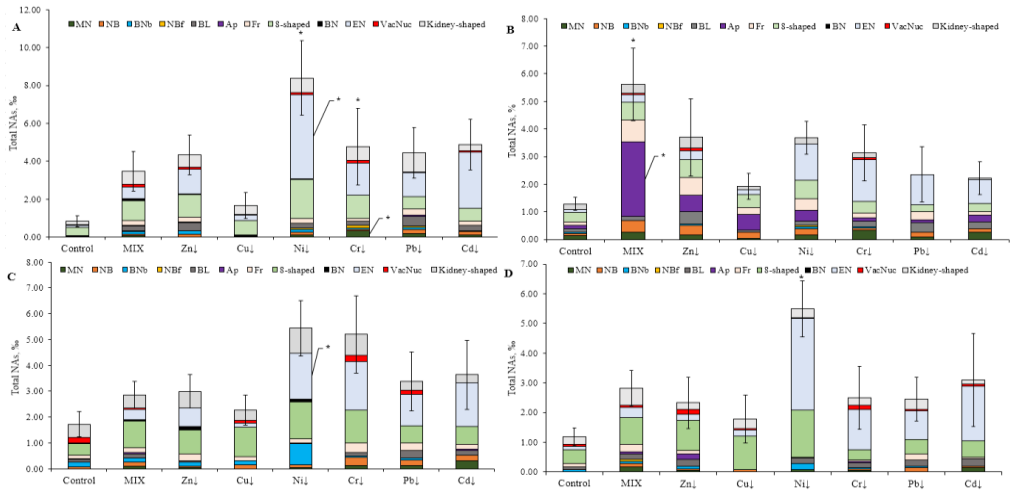 A
MN NB BNb NBf BL Ap Fr 8-shaped BN EN VacNuc Kidney-shaped
Total NAs, ‰
12.00
10.00
8.00
6.00
4.00
2.00
0.00
* * * *
Control MIX Zn↓ Cu↓ Ni↓ Cr↓ Pb↓ Cd↓
B
MN NB BNb NBf BL Ap Fr 8-shaped BN EN VacNuc Kidney-shaped
Total NAs, %
8.00
7.00
6.00
5.00
4.00
3.00
2.00
1.00
0.00
* *
Control MIX Zn↓ Cu↓ Ni↓ Cr↓ Pb↓ Cd↓
C
MN NB BNb NBf BL Ap Fr 8-shaped BN EN VacNuc Kidney-shaped
Total NAs, ‰
8.00
7.00
6.00
5.00
4.00
3.00
2.00
1.00
0.00
*
Control MIX Zn↓ Cu↓ Ni↓ Cr↓ Pb↓ Cd↓
D
MN NB BNb NBf BL Ap Fr 8-shaped BN EN VacNuc Kidney-shaped
Total NAs, ‰
7.00
6.00
5.00
4.00
3.00
2.00
1.00
0.00
*
Control MIX Zn↓ Cu↓ Ni↓ Cr↓ Pb↓ Cd↓